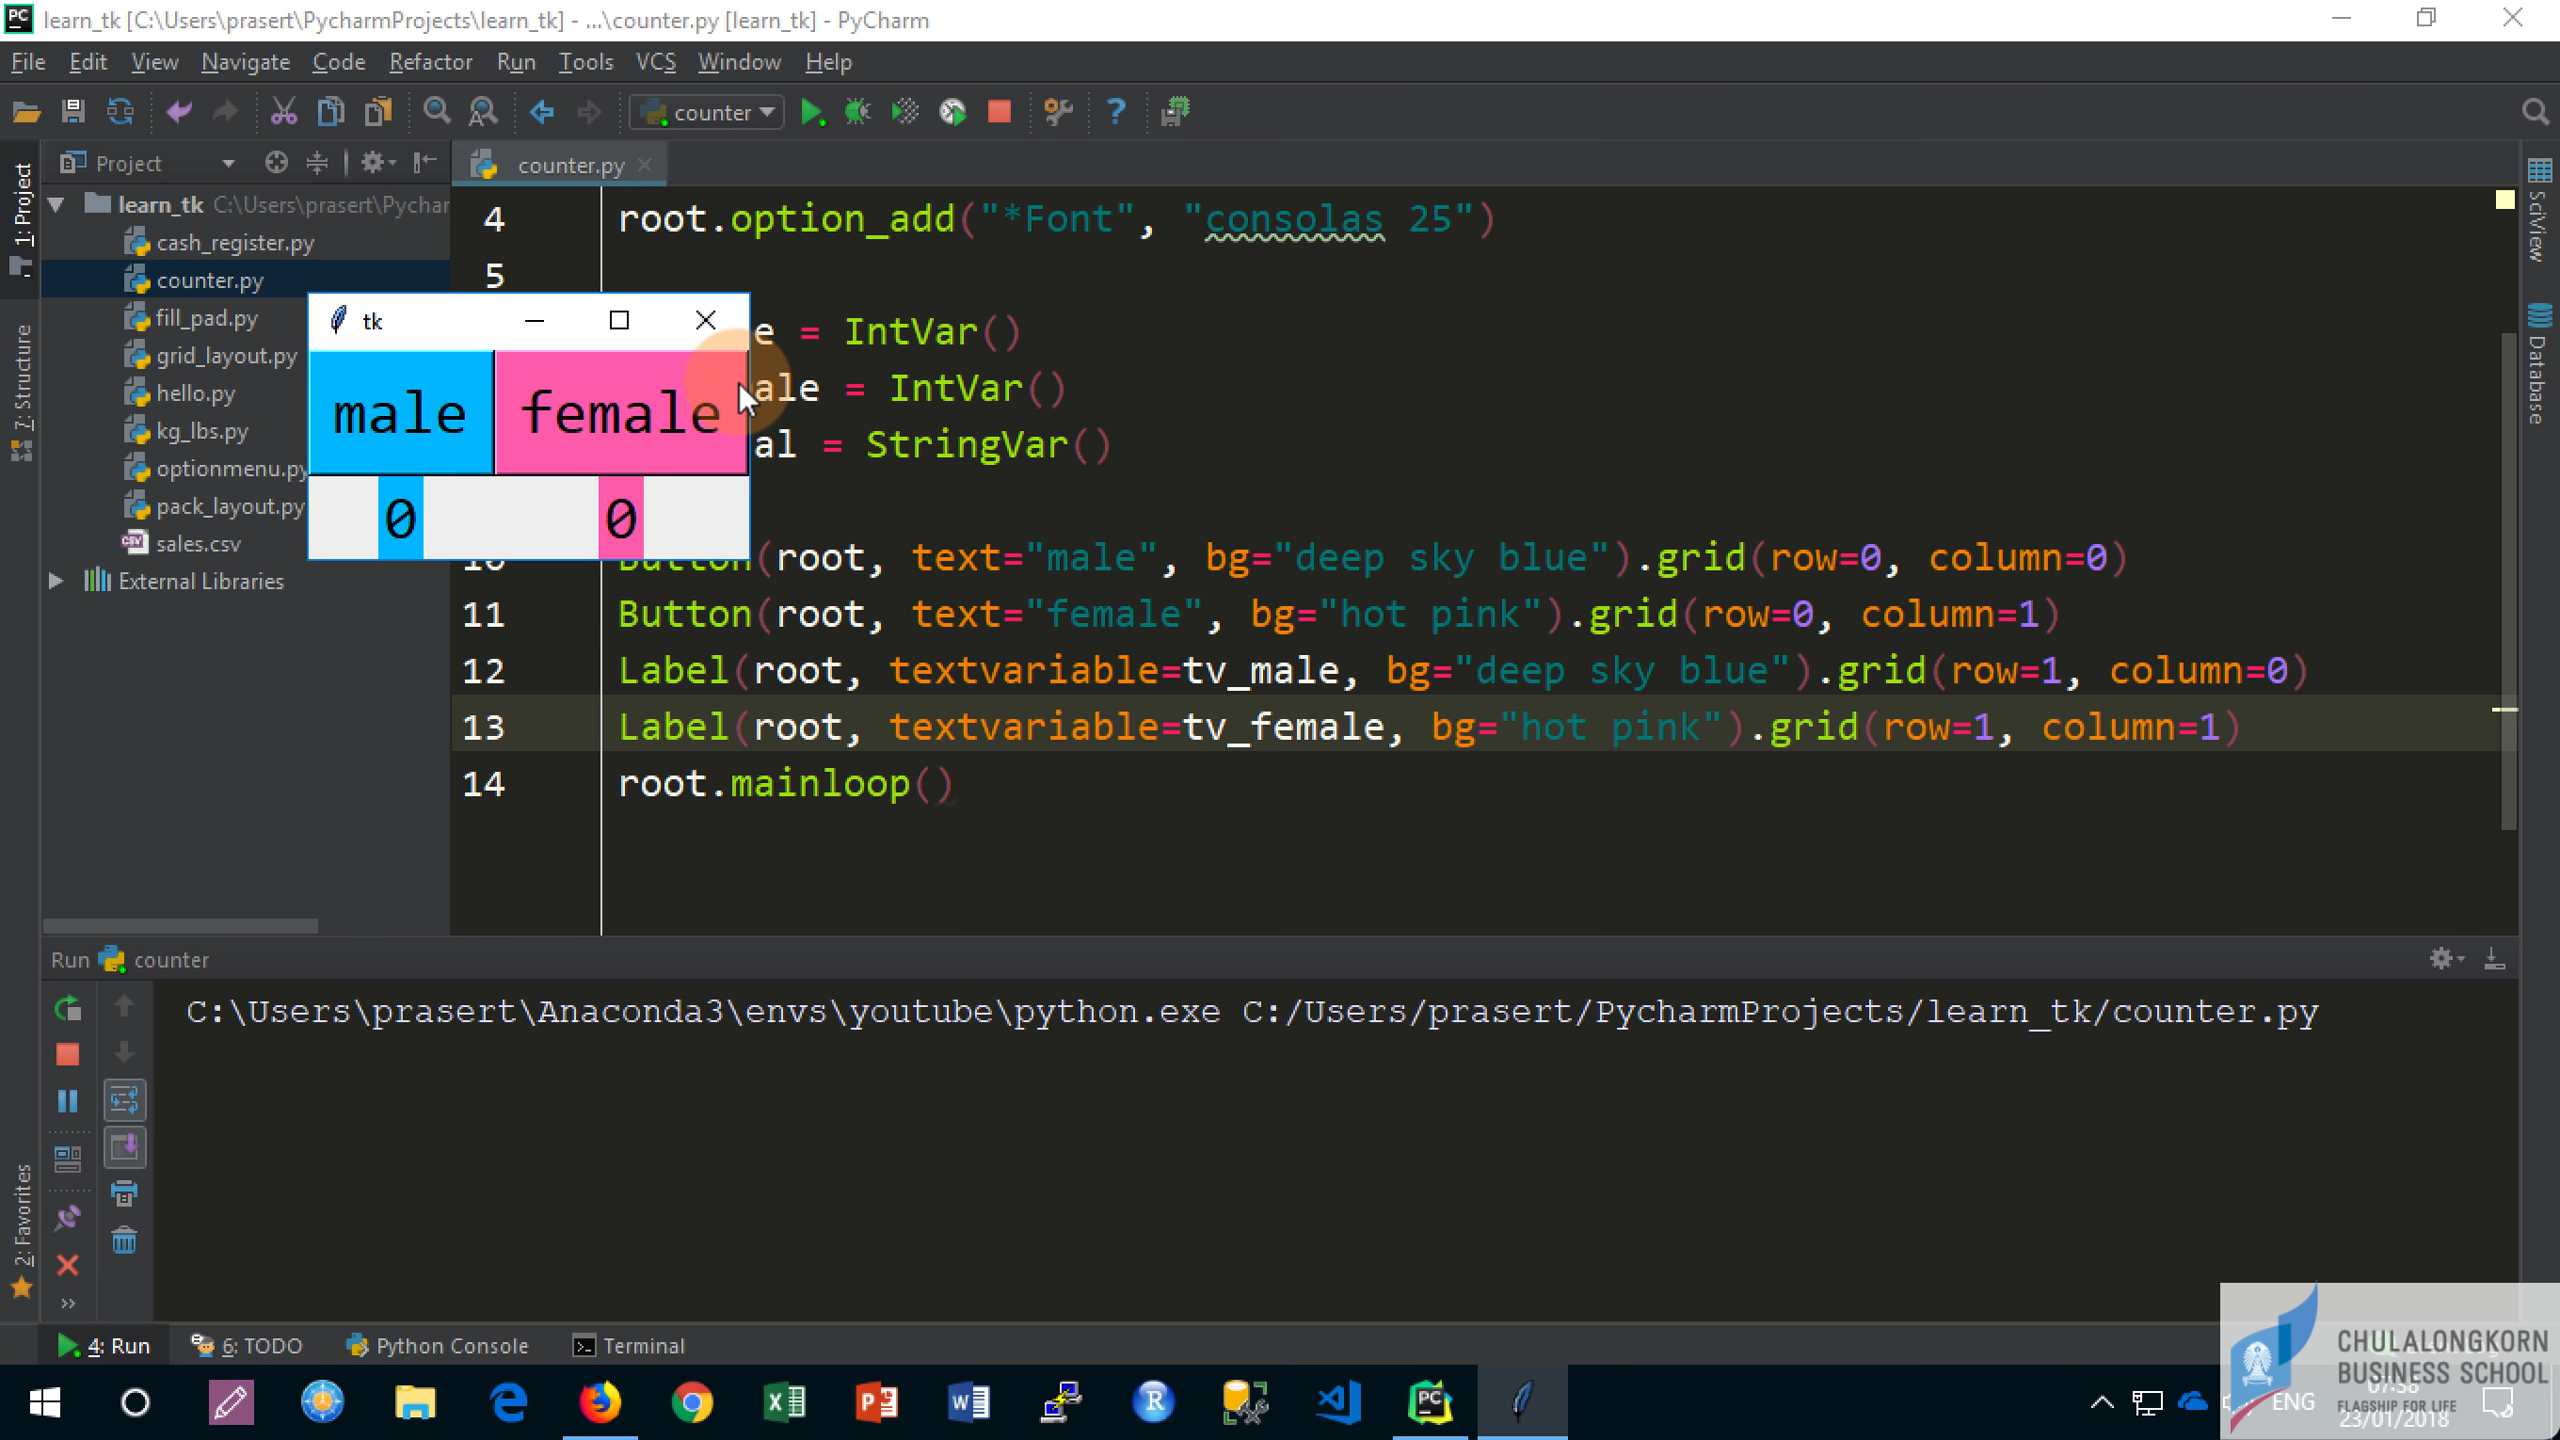 PC learn_tk [C:\Users\prasert\PycharmProjects\learn_tk] - ...\counter.py [learn_tk] - PyCharm
File Edit View Navigate Code Refactor Run Tools VCS Window Help
counter
Project
counter.py
1: Project
7: Structure
2: Favorites
SciView
Database
learn_tk C:\Users\prasert\Pychar
cash_register.py
counter.py
fill_pad.py
grid_layout.py
hello.py
kg_lbs.py
optionmenu.py
pack_layout.py
sales.csv
External Libraries
tk
male female
0 0
4 root.option_add("*Font", "consolas 25")
5
e = IntVar()
ale = IntVar()
al = StringVar()
10 Button(root, text="male", bg="deep sky blue").grid(row=0, column=0)
11 Button(root, text="female", bg="hot pink").grid(row=0, column=1)
12 Label(root, textvariable=tv_male, bg="deep sky blue").grid(row=1, column=0)
13 Label(root, textvariable=tv_female, bg="hot pink").grid(row=1, column=1)
14 root.mainloop()
Run counter
C:\Users\prasert\Anaconda3\envs\youtube\python.exe C:/Users/prasert/PycharmProjects/learn_tk/counter.py
4: Run 6: TODO Python Console Terminal
CHULALONGKORN
BUSINESS SCHOOL
FLAGSHIP FOR LIFE
ENG
07:38
23/01/2018